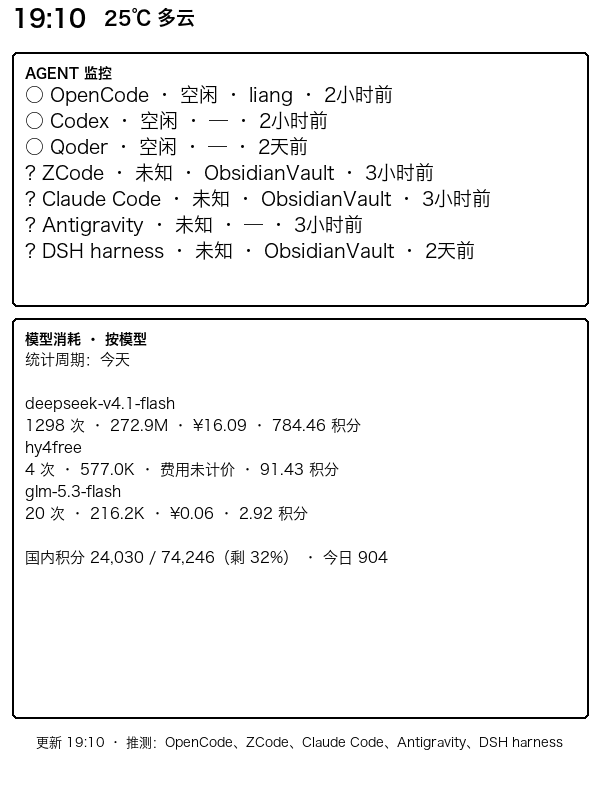 19:10 25℃ 多云
AGENT 监控
○ OpenCode · 空闲 · liang · 2小时前
○ Codex · 空闲 · — · 2小时前
○ Qoder · 空闲 · — · 2天前
? ZCode · 未知 · ObsidianVault · 3小时前
? Claude Code · 未知 · ObsidianVault · 3小时前
? Antigravity · 未知 · — · 3小时前
? DSH harness · 未知 · ObsidianVault · 2天前
模型消耗 · 按模型
统计周期：今天
deepseek-v4.1-flash
1298 次 · 272.9M · ¥16.09 · 784.46 积分
hy4free
4 次 · 577.0K · 费用未计价 · 91.43 积分
glm-5.3-flash
20 次 · 216.2K · ¥0.06 · 2.92 积分
国内积分 24,030 / 74,246（剩 32%） · 今日 904
更新 19:10 · 推测：OpenCode、ZCode、Claude Code、Antigravity、DSH harness